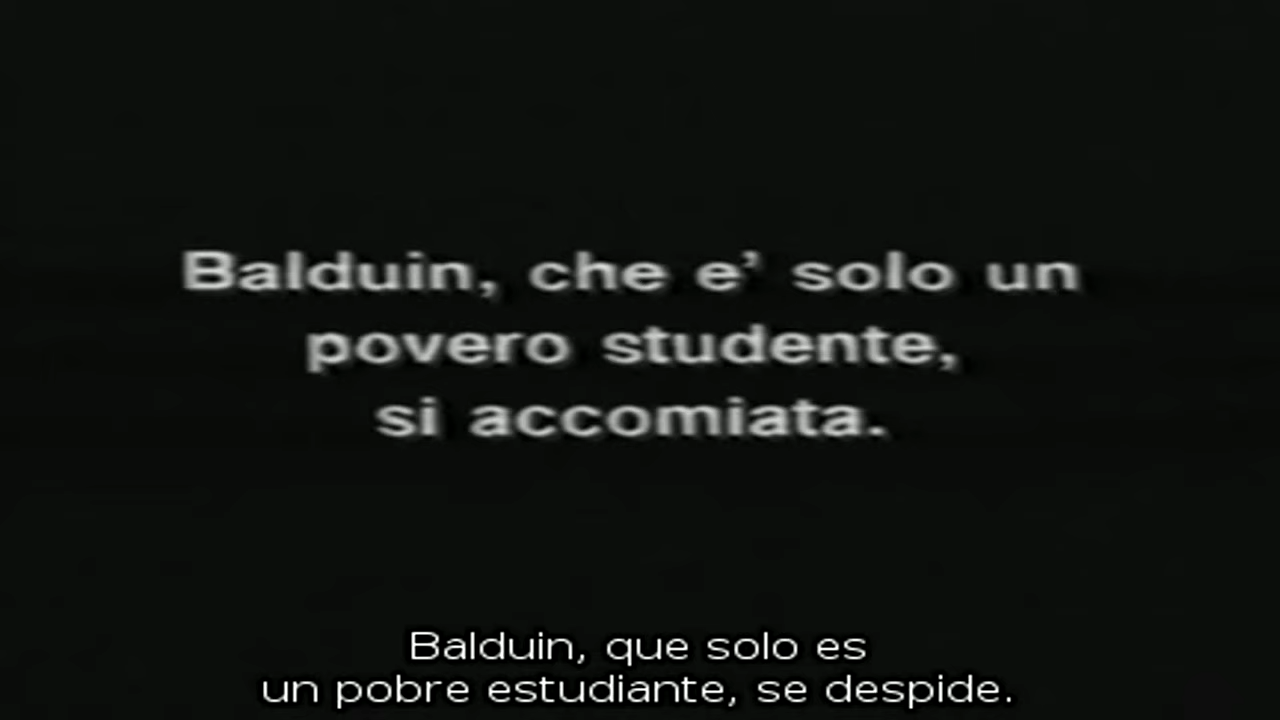 Balduin, che e' solo un
povero studente,
si accomiata.
Balduin, que solo es
un pobre estudiante, se despide.